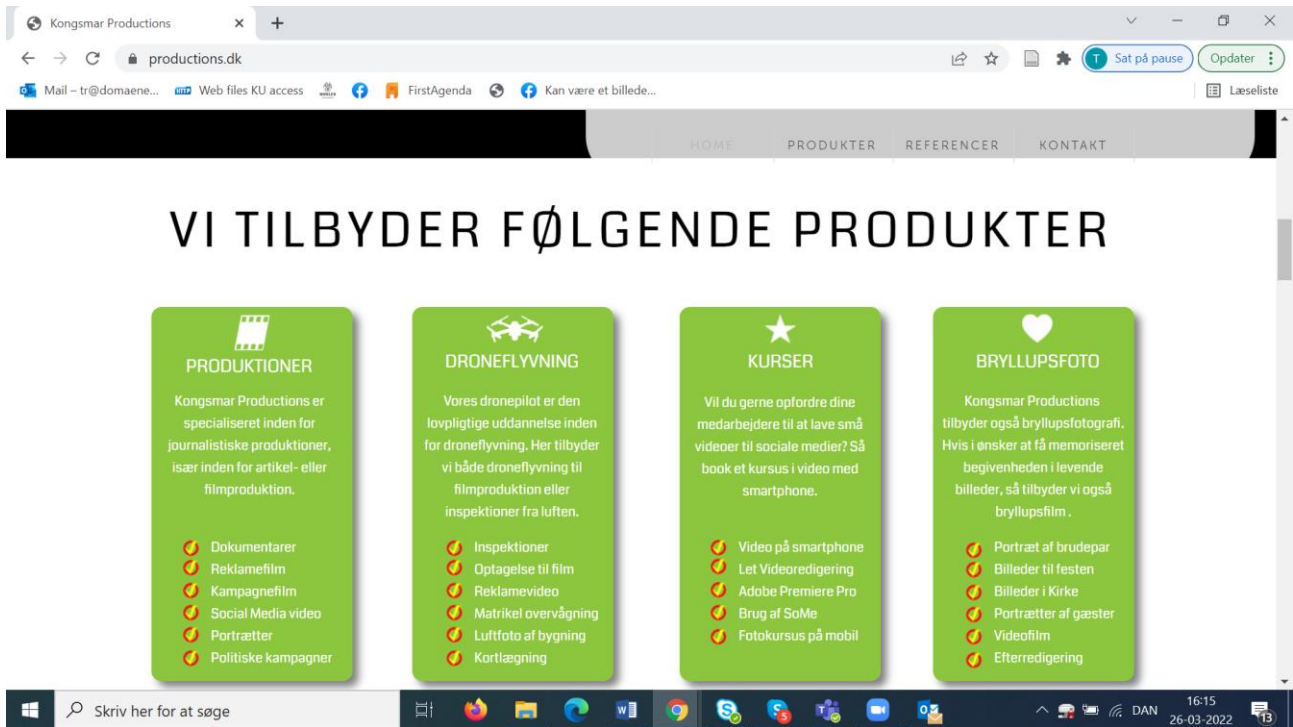 Kongsmar Productions
productions.dk
Sat på pause
Opdater
Mail – tr@domaene...
Web files KU access
FirstAgenda
Kan være et billede...
Læseliste
HOME
PRODUKTER
REFERENCER
KONTAKT
VI TILBYDER FØLGENDE PRODUKTER
PRODUKTIONER
Kongsmar Productions er
specialiseret inden for
journalistiske produktioner,
især inden for artikel- eller
filmproduktion.
Dokumentarer
Reklamefilm
Kampagnefilm
Social Media video
Portrætter
Politiske kampagner
DRONEFLYVNING
Vores dronepilot er den
lovpligtige uddannelse inden
for droneflyvning. Her tilbyder
vi både droneflyvning til
filmproduktion eller
inspektioner fra luften.
Inspektioner
Optagelse til film
Reklamevideo
Matrikel overvågning
Luftfoto af bygning
Kortlægning
KURSER
Vil du gerne opfordre dine
medarbejdere til at lave små
videoer til sociale medier? Så
book et kursus i video med
smartphone.
Video på smartphone
Let Videoredigering
Adobe Premiere Pro
Brug af SoMe
Fotokursus på mobil
BRYLLUPSFOTO
Kongsmar Productions
tilbyder også bryllupsfotografi.
Hvis i ønsker at få memoriseret
begivenheden i levende
billeder, så tilbyder vi også
bryllupsfilm .
Portræt af brudepar
Billeder til festen
Billeder i Kirke
Portrætter af gæster
Videofilm
Efterredigering
Skriv her for at søge
DAN
16:15
26-03-2022
13